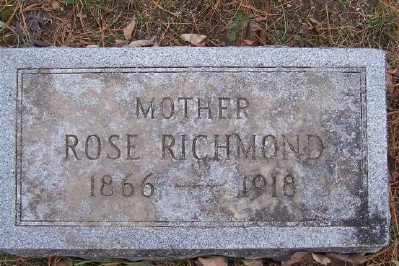 MOTHER
ROSE RICHMOND
1866 — 1918